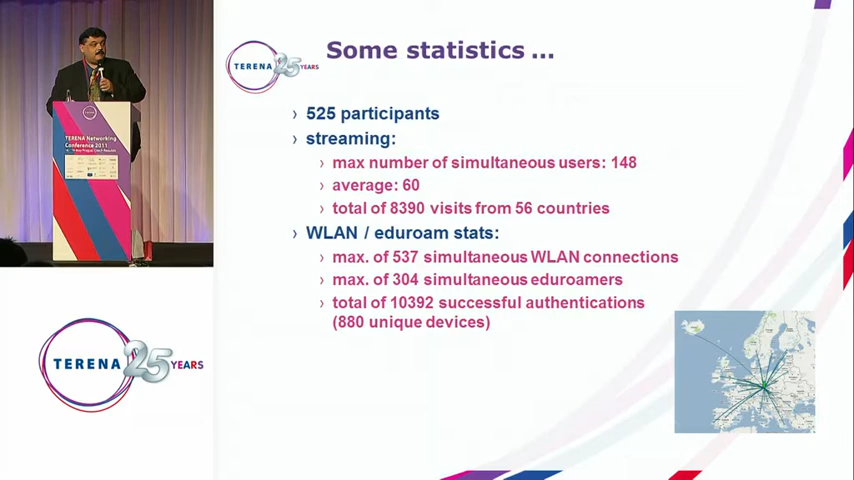 Some statistics ...
TERENA 25 YEARS
› 525 participants
› streaming:
› max number of simultaneous users: 148
› average: 60
› total of 8390 visits from 56 countries
› WLAN / eduroam stats:
› max. of 537 simultaneous WLAN connections
› max. of 304 simultaneous eduroamers
› total of 10392 successful authentications
(880 unique devices)
TERENA Networking
Conference 2011
TERENA 25 YEARS